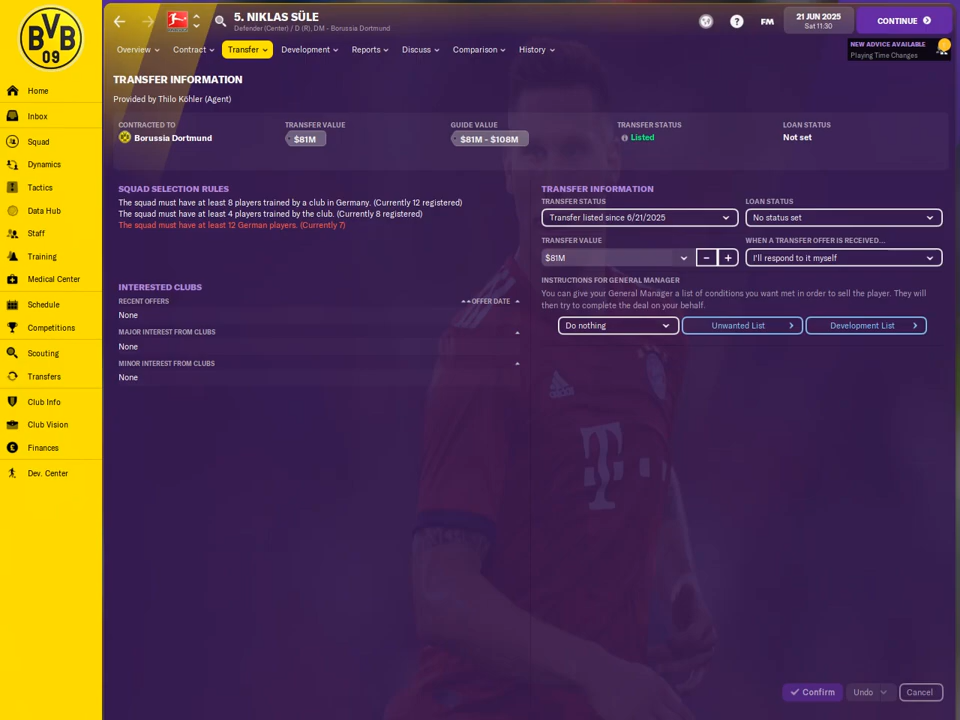 BVB
09
5. NIKLAS SÜLE
Defender (Center) / D (R), DM - Borussia Dortmund
?
FM
21 JUN 2025
Sat 11:30
CONTINUE
Overview
Contract
Transfer
Development
Reports
Discuss
Comparison
History
NEW ADVICE AVAILABLE
Playing Time Changes
Home
Inbox
Squad
Dynamics
Tactics
Data Hub
Staff
Training
Medical Center
Schedule
Competitions
Scouting
Transfers
Club Info
Club Vision
Finances
Dev. Center
TRANSFER INFORMATION
Provided by Thilo Köhler (Agent)
CONTRACTED TO
Borussia Dortmund
TRANSFER VALUE
$81M
GUIDE VALUE
$81M - $108M
TRANSFER STATUS
Listed
LOAN STATUS
Not set
SQUAD SELECTION RULES
The squad must have at least 8 players trained by a club in Germany. (Currently 12 registered)
The squad must have at least 4 players trained by the club. (Currently 8 registered)
The squad must have at least 12 German players. (Currently 7)
INTERESTED CLUBS
RECENT OFFERS
OFFER DATE
None
MAJOR INTEREST FROM CLUBS
None
MINOR INTEREST FROM CLUBS
None
TRANSFER INFORMATION
TRANSFER STATUS
LOAN STATUS
Transfer listed since 6/21/2025
No status set
TRANSFER VALUE
WHEN A TRANSFER OFFER IS RECEIVED...
$81M
I'll respond to it myself
INSTRUCTIONS FOR GENERAL MANAGER
You can give your General Manager a list of conditions you want met in order to sell the player. They will
then try to complete the deal on your behalf.
Do nothing
Unwanted List
Development List
Confirm
Undo
Cancel